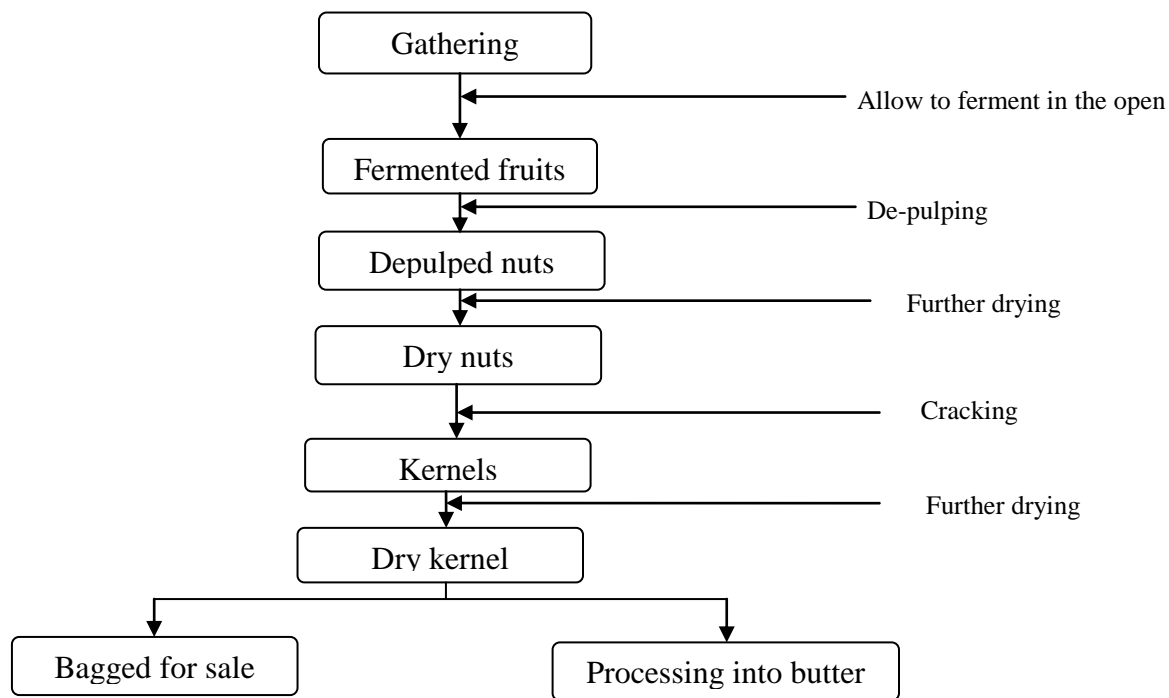 Gathering
Allow to ferment in the open
Fermented fruits
De-pulping
Depulped nuts
Further drying
Dry nuts
Cracking
Kernels
Further drying
Dry kernel
Bagged for sale
Processing into butter